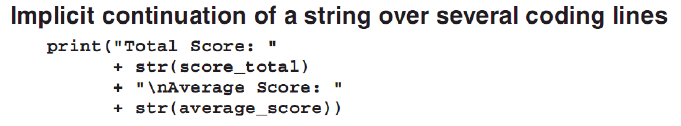 Implicit continuation of a string over several coding lines
print("Total Score: "
+ str(score_total)
+ "\nAverage Score: "
+ str(average_score))